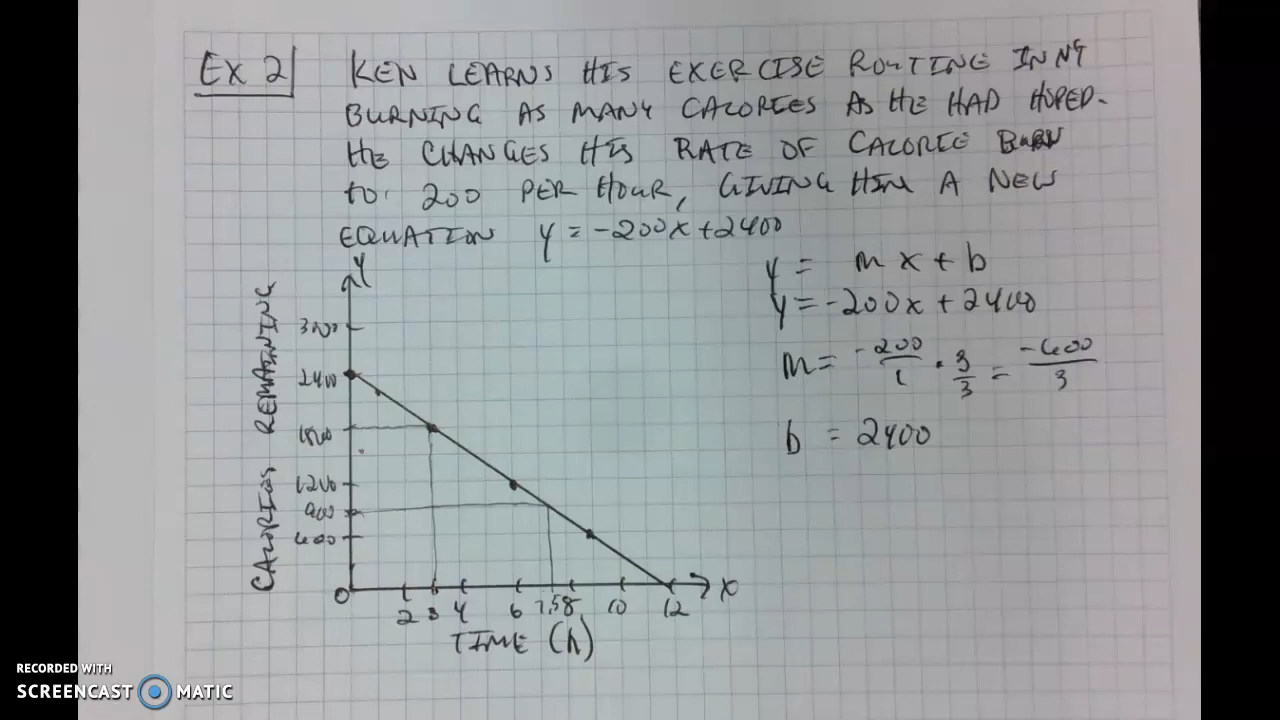 Ex 2
KEN LEARNS HIS EXERCISE ROUTINE ISN'T
BURNING AS MANY CALORIES AS HE HAD HOPED.
HE CHANGES HIS RATE OF CALORIE BURN
TO 200 PER HOUR, GIVING HIM A NEW
EQUATION y = -200x+2400
y = mx + b
y = -200x + 2400
m = -200/1 · 3/3 = -600/3
b = 2400
CALORIES REMAINING
y
3000
2400
1800
1200
900
600
0 2 3 4 6 7.5 8 10 12 x
TIME (h)
RECORDED WITH
SCREENCAST MATIC